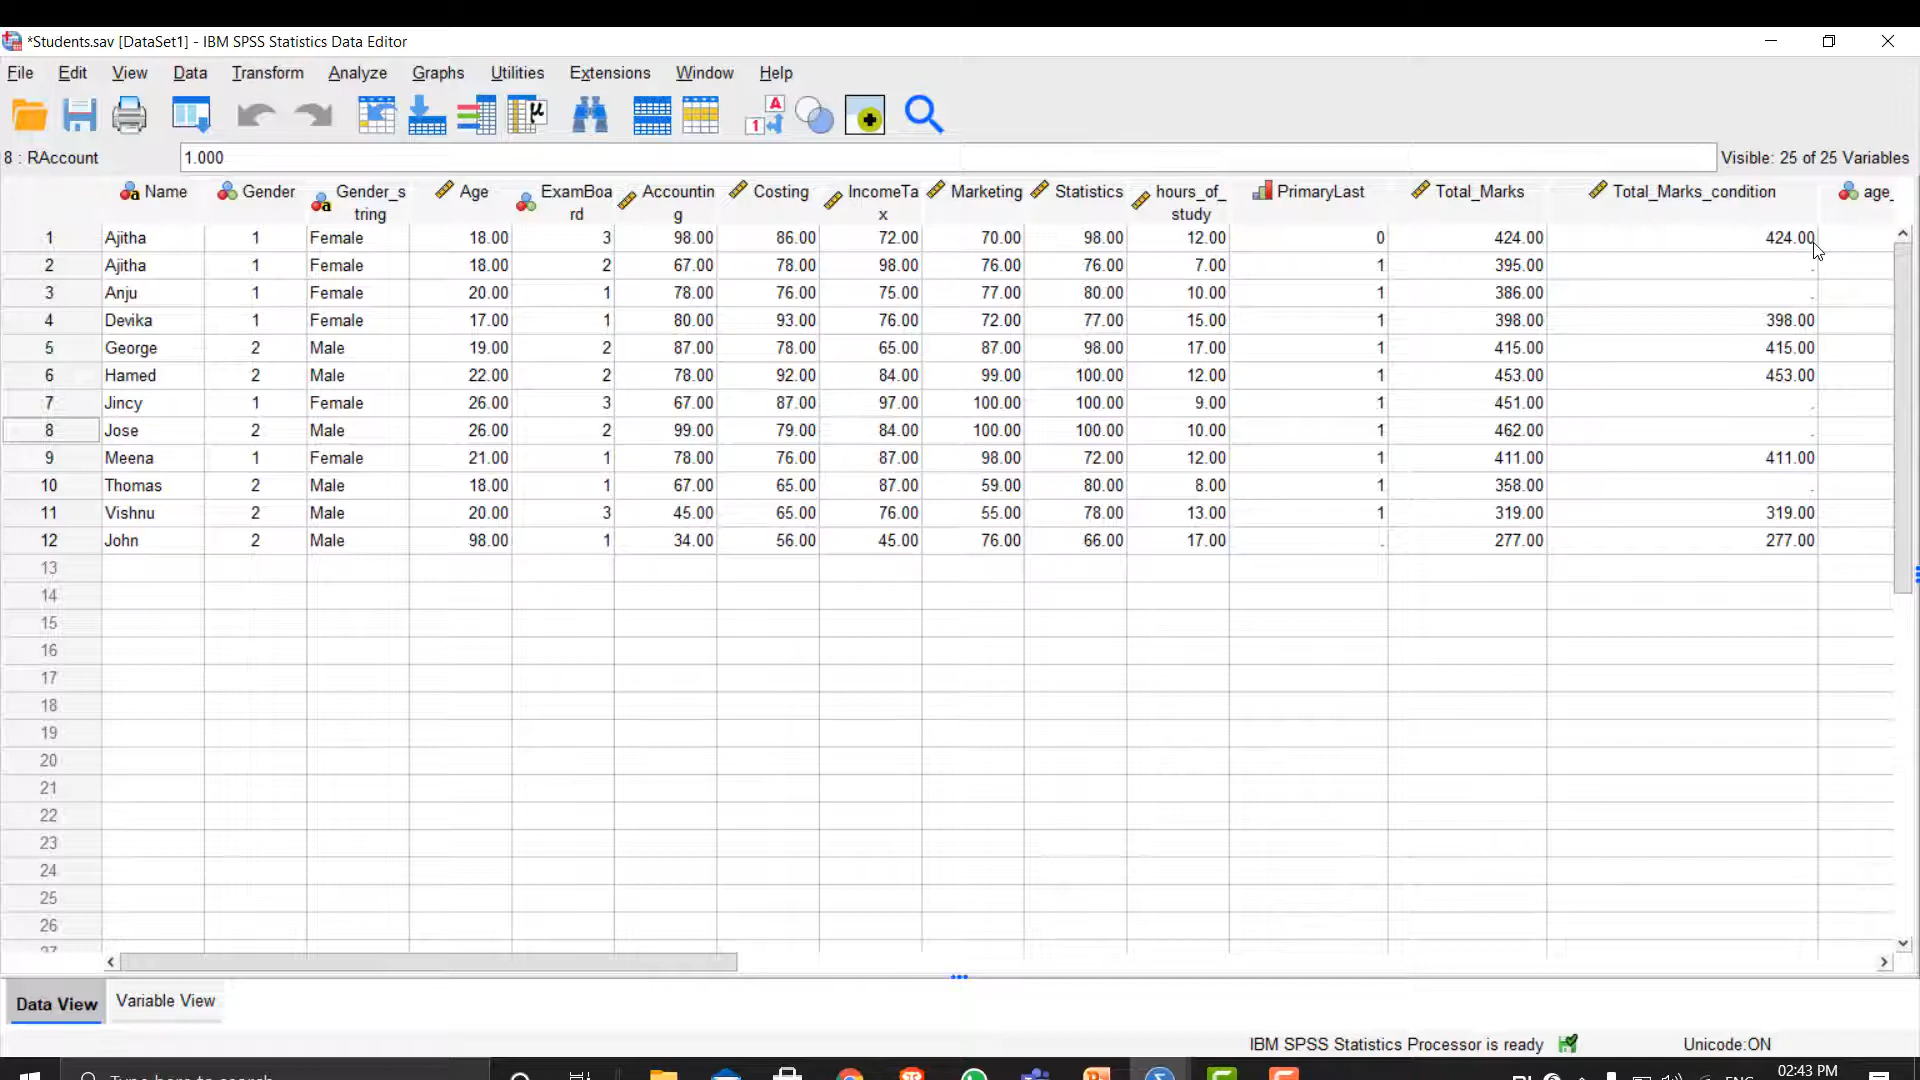 *Students.sav [DataSet1] - IBM SPSS Statistics Data Editor
File Edit View Data Transform Analyze Graphs Utilities Extensions Window Help
8 : RAccount 1.000 Visible: 25 of 25 Variables
Name Gender Gender_string Age ExamBoard Accounting Costing IncomeTax Marketing Statistics hours_of_study PrimaryLast Total_Marks Total_Marks_condition age_
1 Ajitha 1 Female 18.00 3 98.00 86.00 72.00 70.00 98.00 12.00 0 424.00 424.00
2 Ajitha 1 Female 18.00 2 67.00 78.00 98.00 76.00 76.00 7.00 1 395.00 .
3 Anju 1 Female 20.00 1 78.00 76.00 75.00 77.00 80.00 10.00 1 386.00 .
4 Devika 1 Female 17.00 1 80.00 93.00 76.00 72.00 77.00 15.00 1 398.00 398.00
5 George 2 Male 19.00 2 87.00 78.00 65.00 87.00 98.00 17.00 1 415.00 415.00
6 Hamed 2 Male 22.00 2 78.00 92.00 84.00 99.00 100.00 12.00 1 453.00 453.00
7 Jincy 1 Female 26.00 3 67.00 87.00 97.00 100.00 100.00 9.00 1 451.00 .
8 Jose 2 Male 26.00 2 99.00 79.00 84.00 100.00 100.00 10.00 1 462.00 .
9 Meena 1 Female 21.00 1 78.00 76.00 87.00 98.00 72.00 12.00 1 411.00 411.00
10 Thomas 2 Male 18.00 1 67.00 65.00 87.00 59.00 80.00 8.00 1 358.00 .
11 Vishnu 2 Male 20.00 3 45.00 65.00 76.00 55.00 78.00 13.00 1 319.00 319.00
12 John 2 Male 98.00 1 34.00 56.00 45.00 76.00 66.00 17.00 . 277.00 277.00
13
14
15
16
17
18
19
20
21
22
23
24
25
26
27
Data View Variable View
IBM SPSS Statistics Processor is ready Unicode:ON
Type here to search ENG 02:43 PM